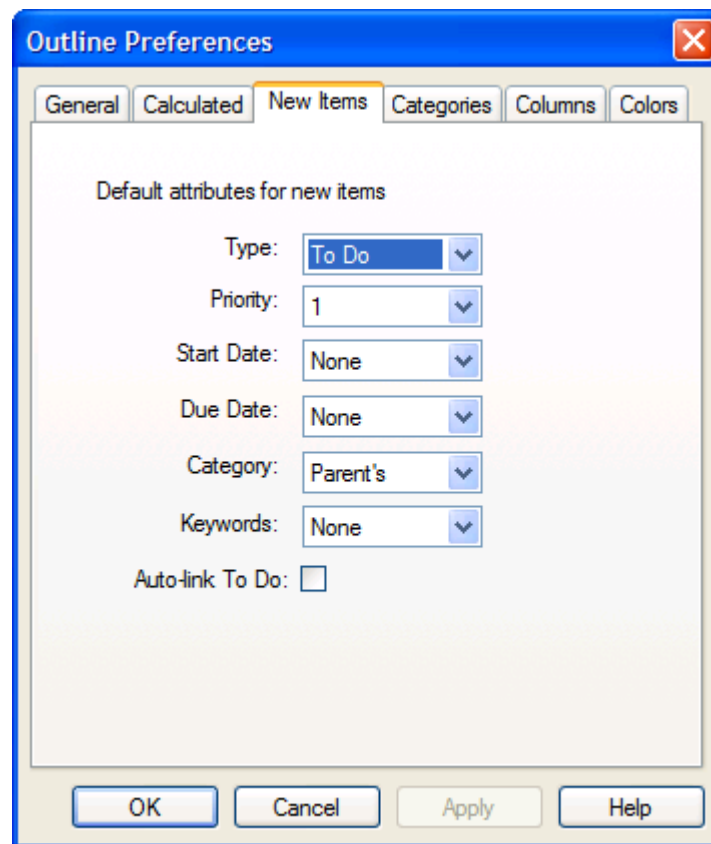 Outline Preferences
General Calculated New Items Categories Columns Colors
Default attributes for new items
Type: To Do
Priority: 1
Start Date: None
Due Date: None
Category: Parent's
Keywords: None
Auto-link To Do:
OK Cancel Apply Help